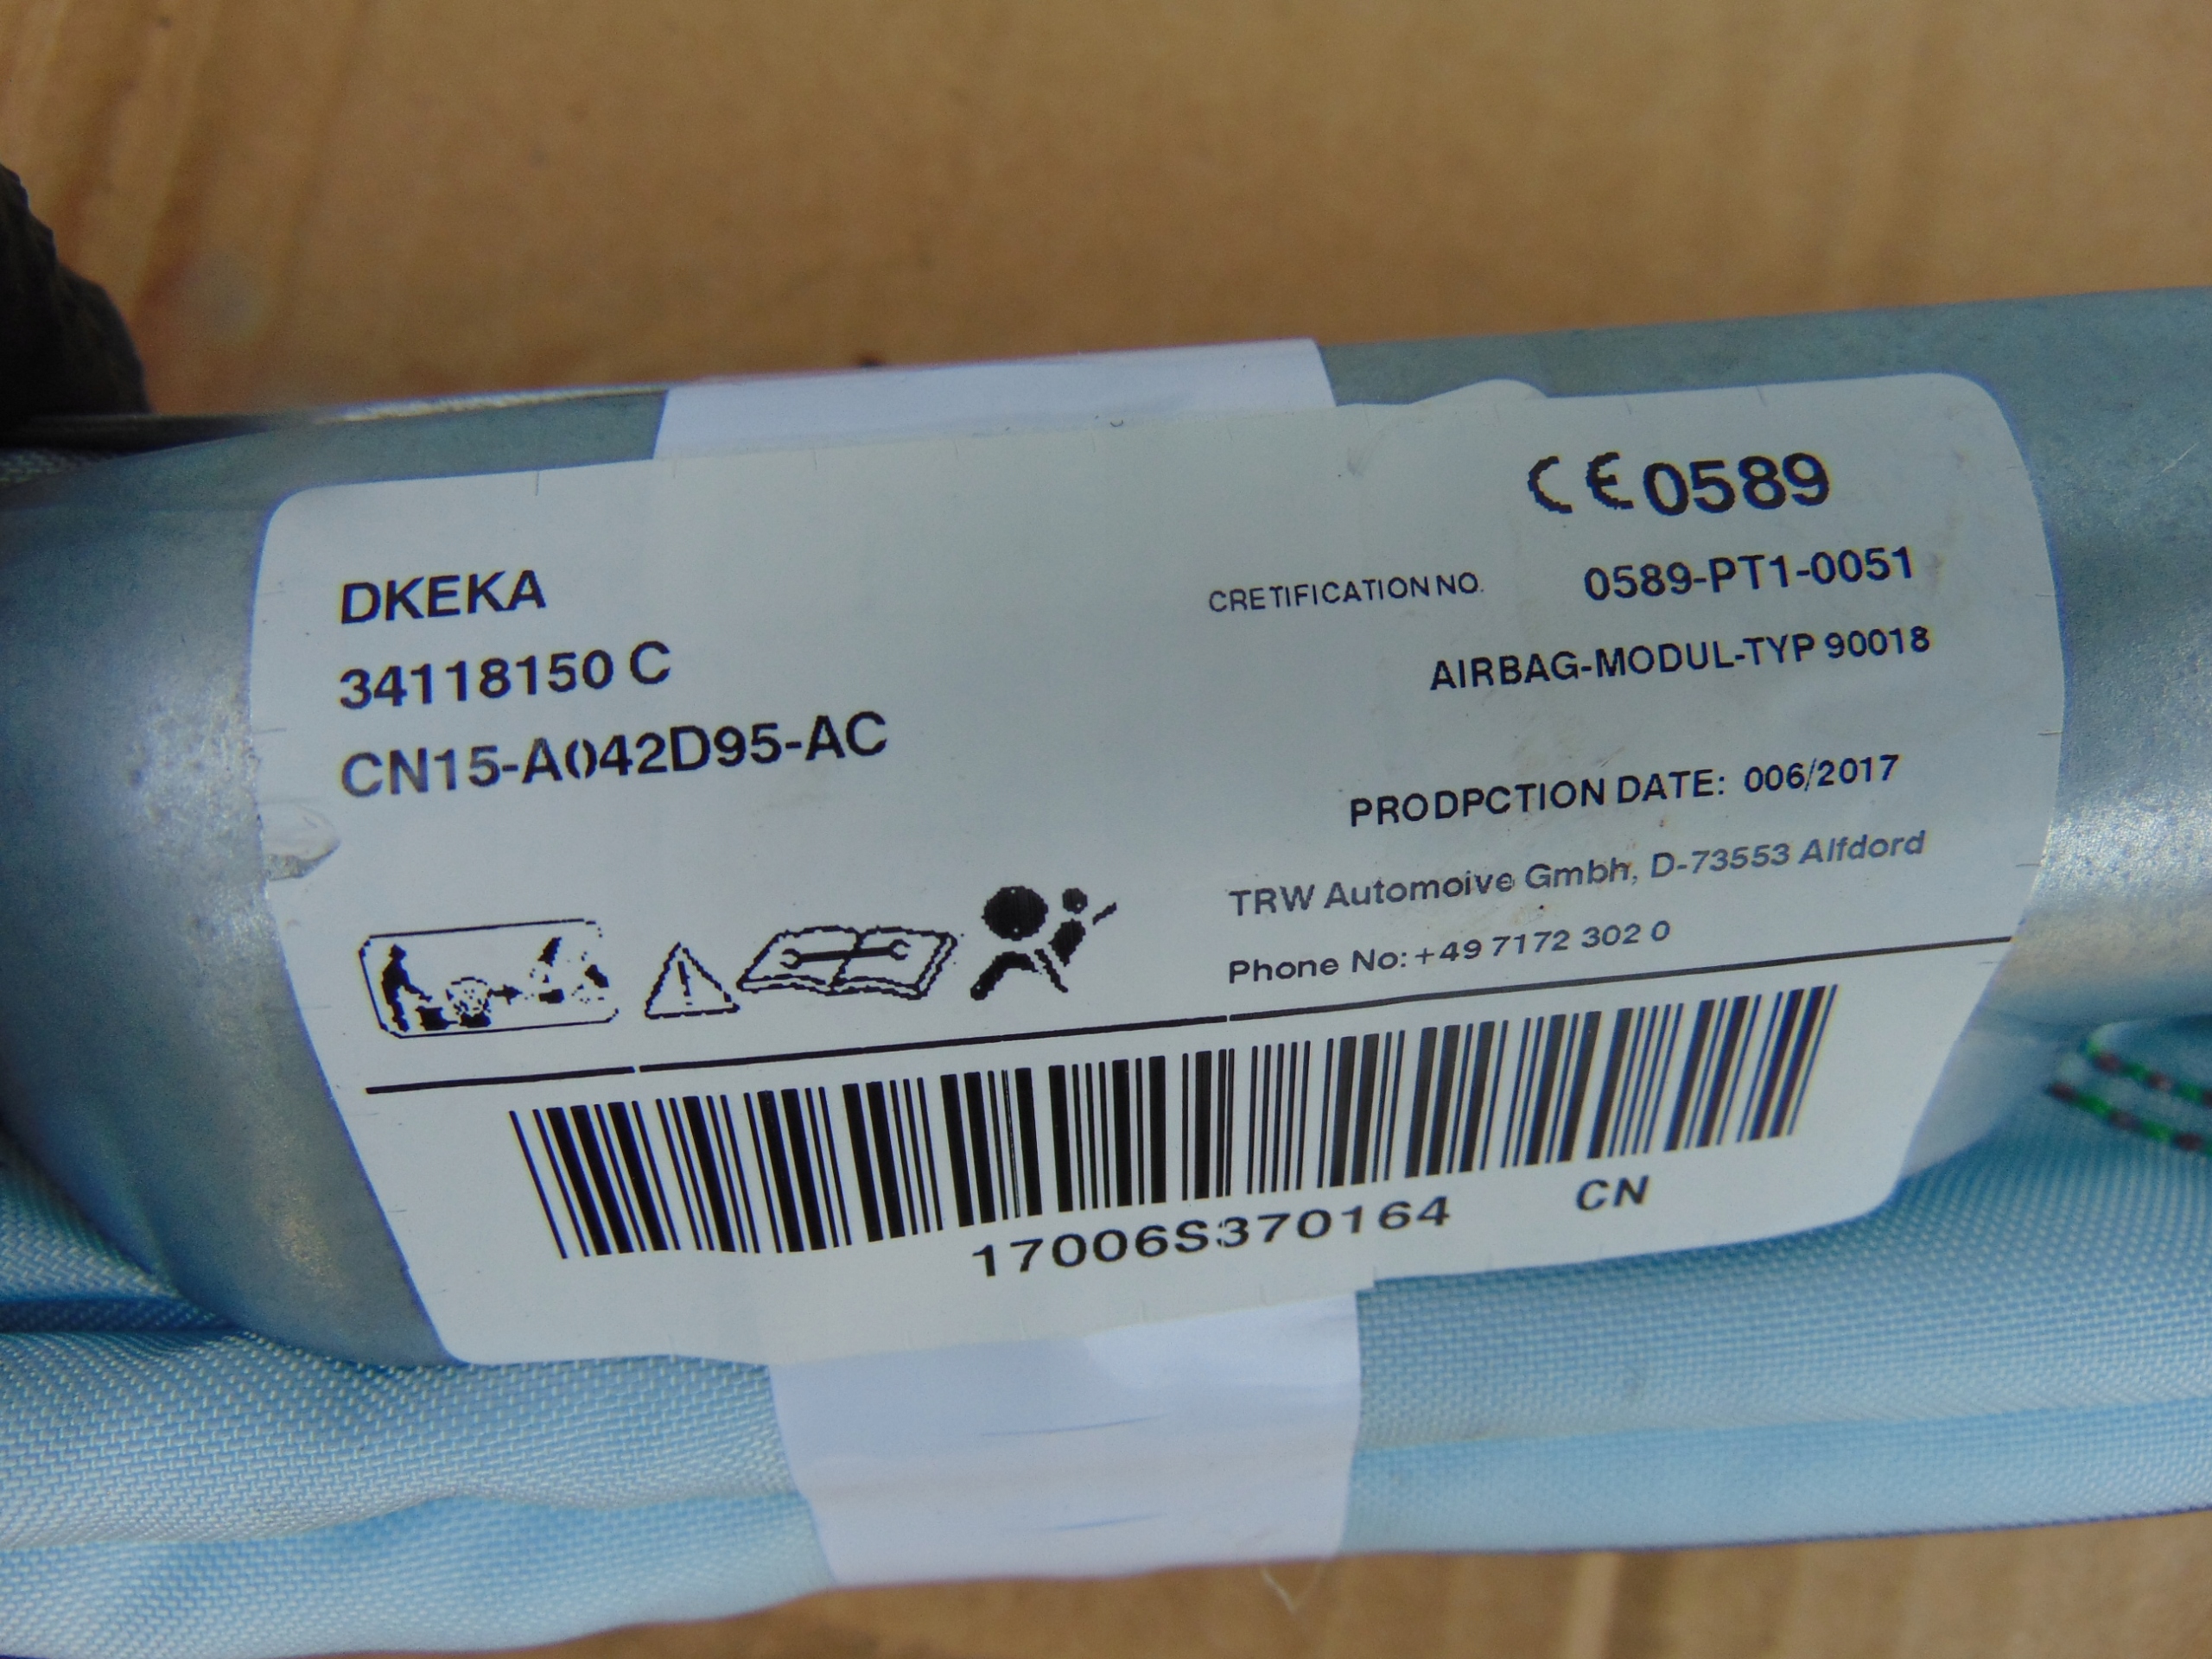 CE0589
DKEKA
CRETIFICATION NO. 0589-PT1-0051
34118150 C
AIRBAG-MODUL-TYP 90018
CN15-A042D95-AC
PRODPCTION DATE: 006/2017
TRW Automoive Gmbh, D-73553 Alfdord
Phone No:+49 7172 302 0
17006S370164 CN